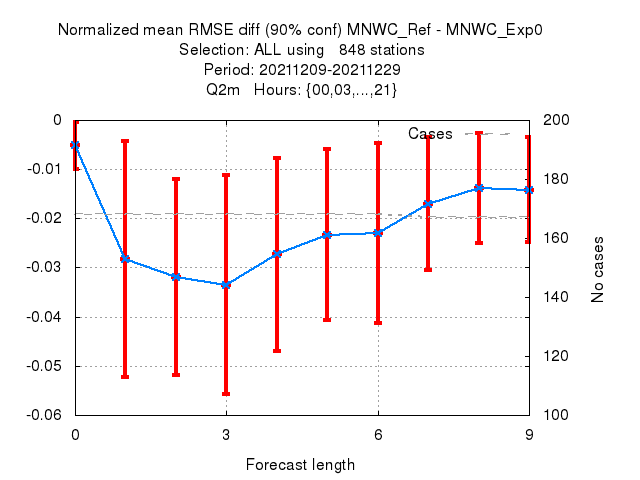 Normalized mean RMSE diff (90% conf) MNWC_Ref - MNWC_Exp0
Selection: ALL using   848 stations
Period: 20211209-20211229
Q2m   Hours: {00,03,...,21}
Cases
0
-0.01
-0.02
-0.03
-0.04
-0.05
-0.06
200
180
160
140
120
100
No cases
0
3
6
9
Forecast length